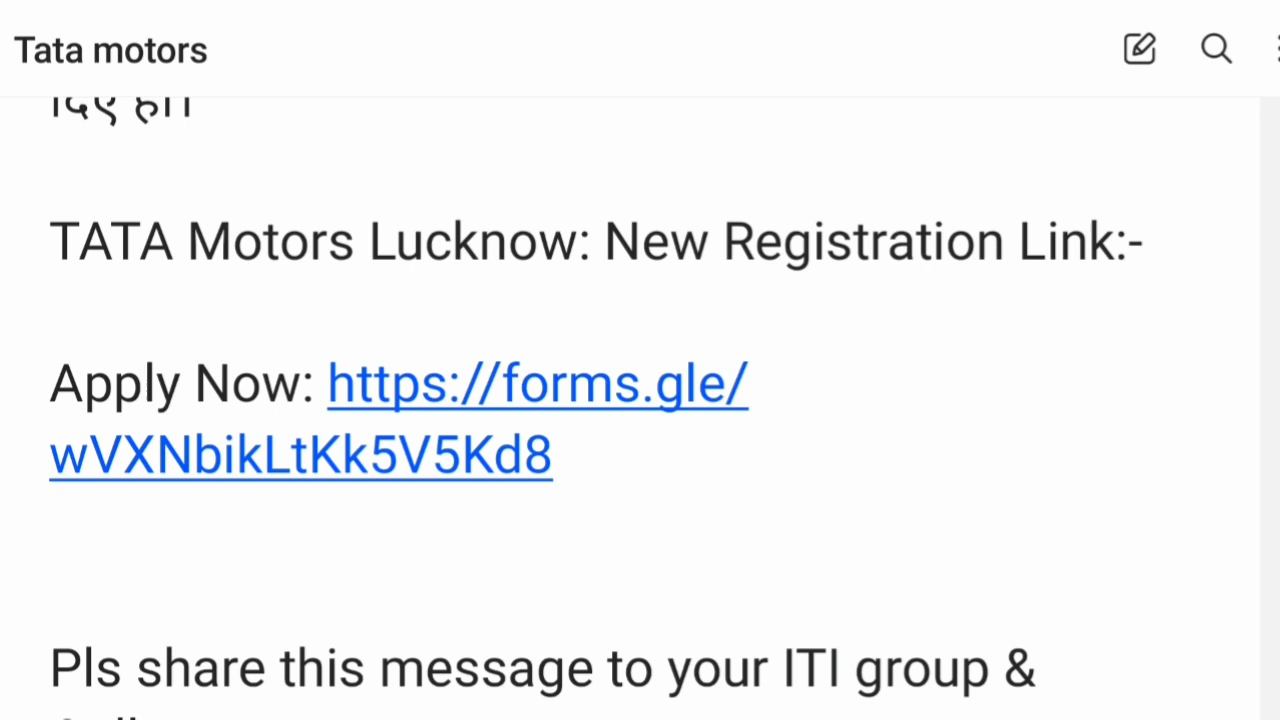 Tata motors
दिए हो।
TATA Motors Lucknow: New Registration Link:-
Apply Now: https://forms.gle/
wVXNbikLtKk5V5Kd8
Pls share this message to your ITI group &